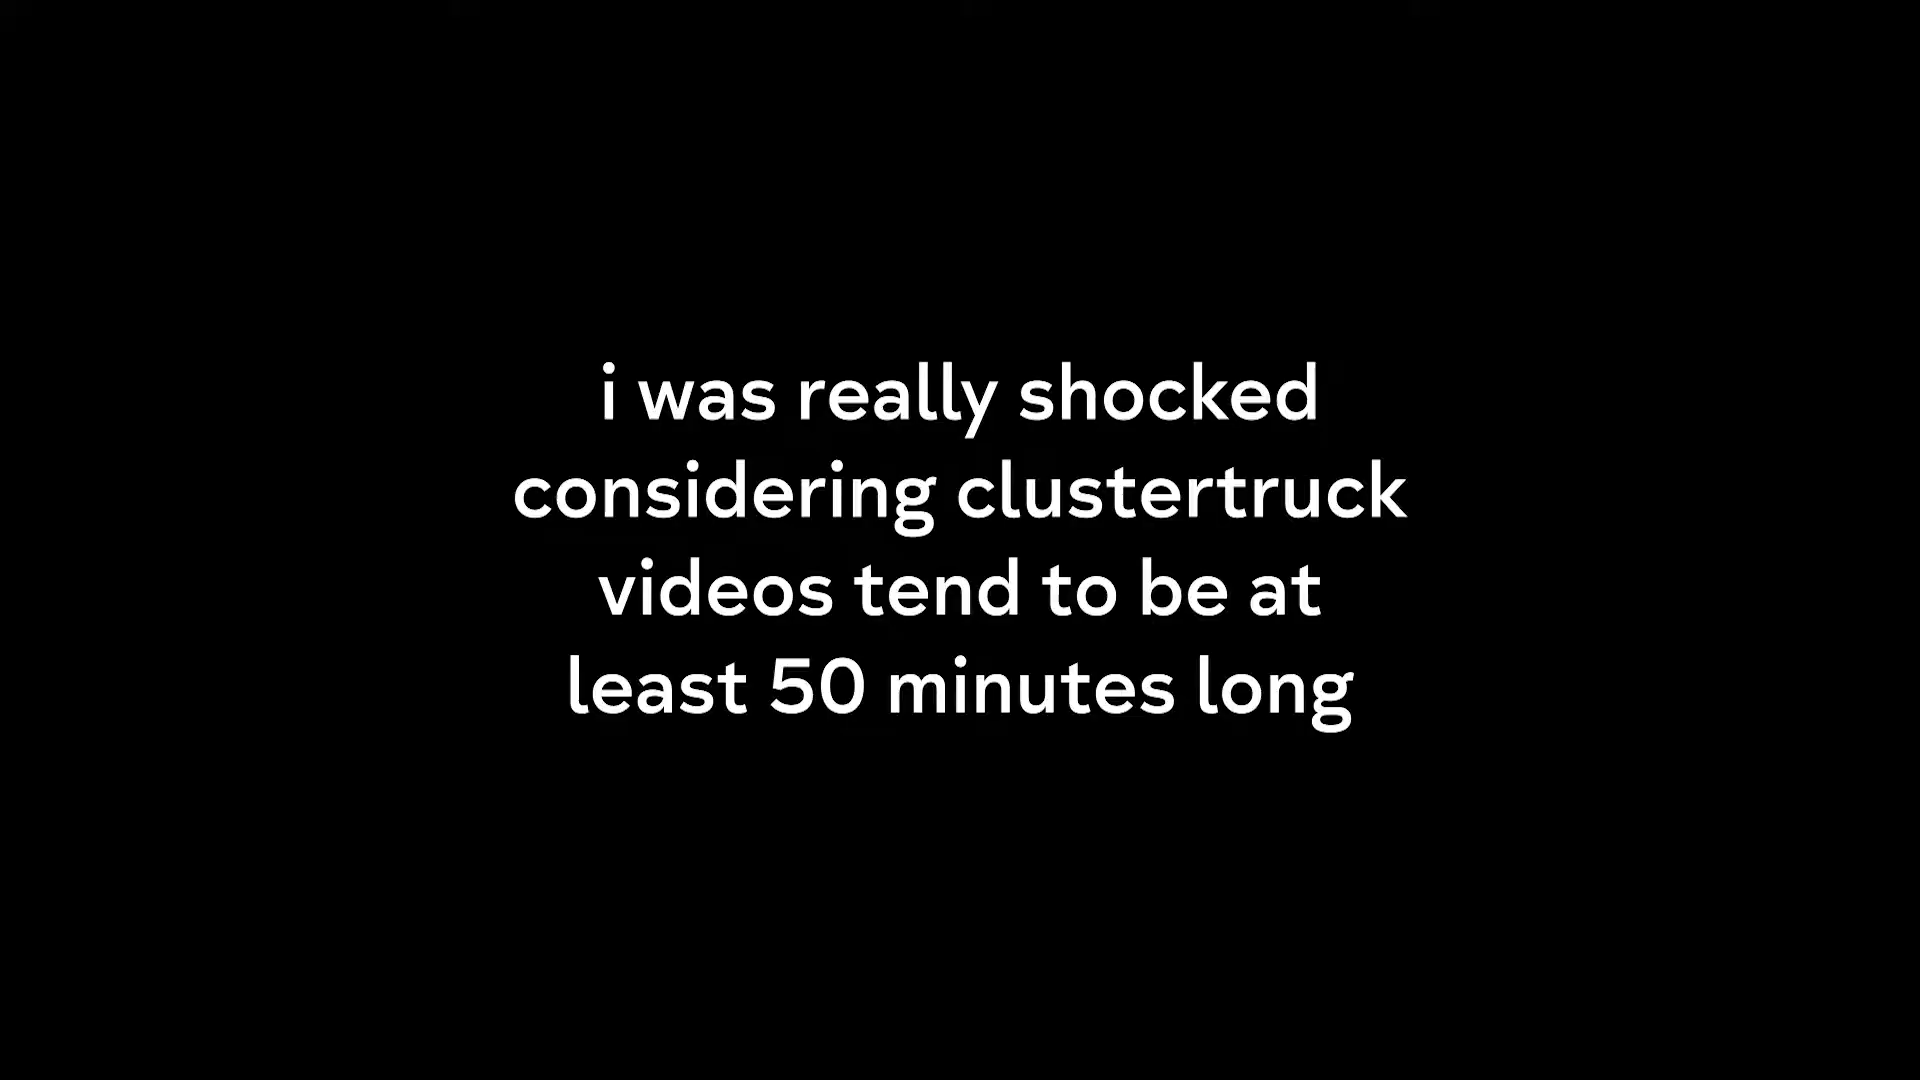 i was really shocked
considering clustertruck
videos tend to be at
least 50 minutes long